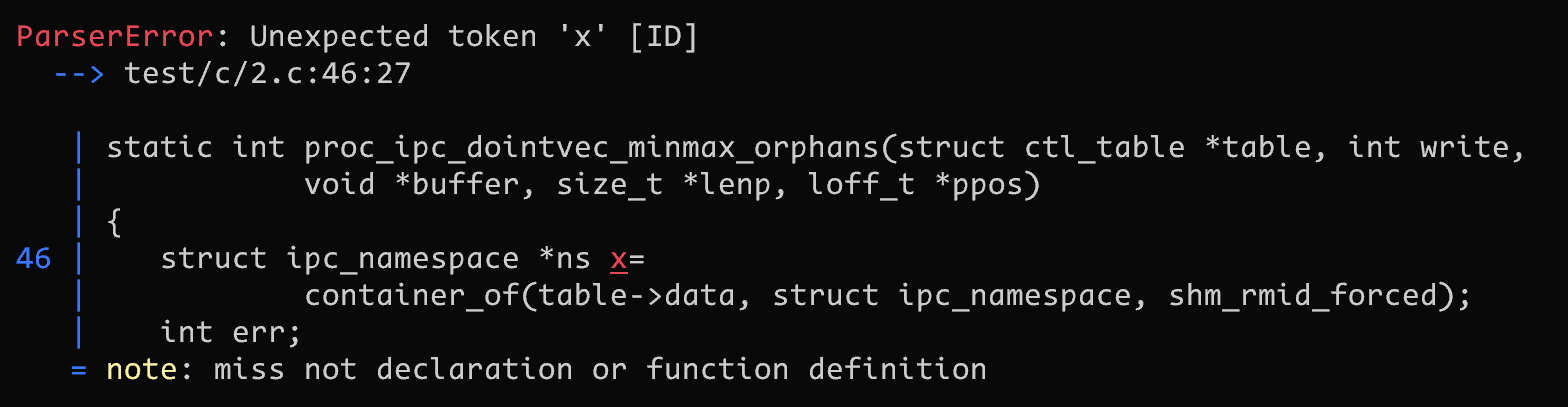 ParserError: Unexpected token 'x' [ID]
--> test/c/2.c:46:27
| static int proc_ipc_dointvec_minmax_orphans(struct ctl_table *table, int write,
| void *buffer, size_t *lenp, loff_t *ppos)
| {
46 | struct ipc_namespace *ns x=
| container_of(table->data, struct ipc_namespace, shm_rmid_forced);
| int err;
= note: miss not declaration or function definition